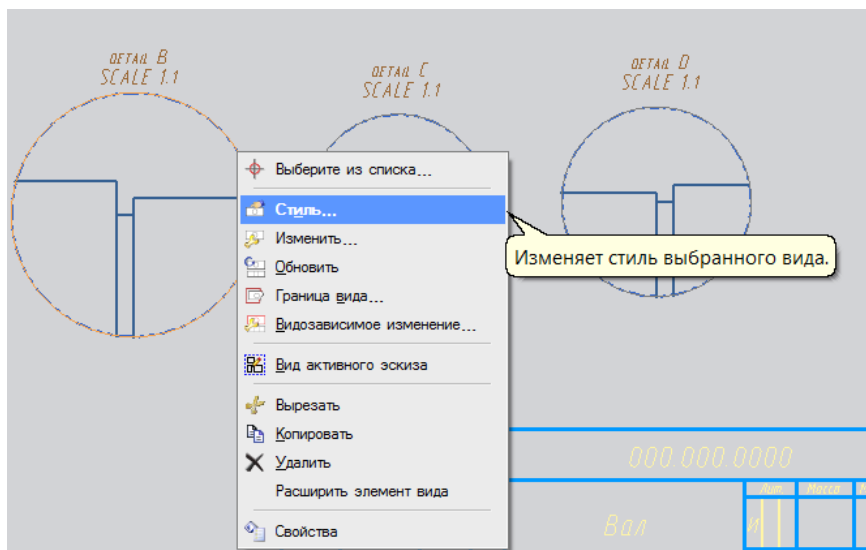 DETAIL B
SCALE 1.1
DETAIL C
SCALE 1.1
DETAIL D
SCALE 1.1
Выберите из списка...
Стиль...
Изменяет стиль выбранного вида.
Изменить...
Обновить
Граница вида...
Видозависимое изменение...
Вид активного эскиза
Вырезать
Копировать
Удалить
Расширить элемент вида
Свойства
000.000.0000
Лит. Масса
Вал
И